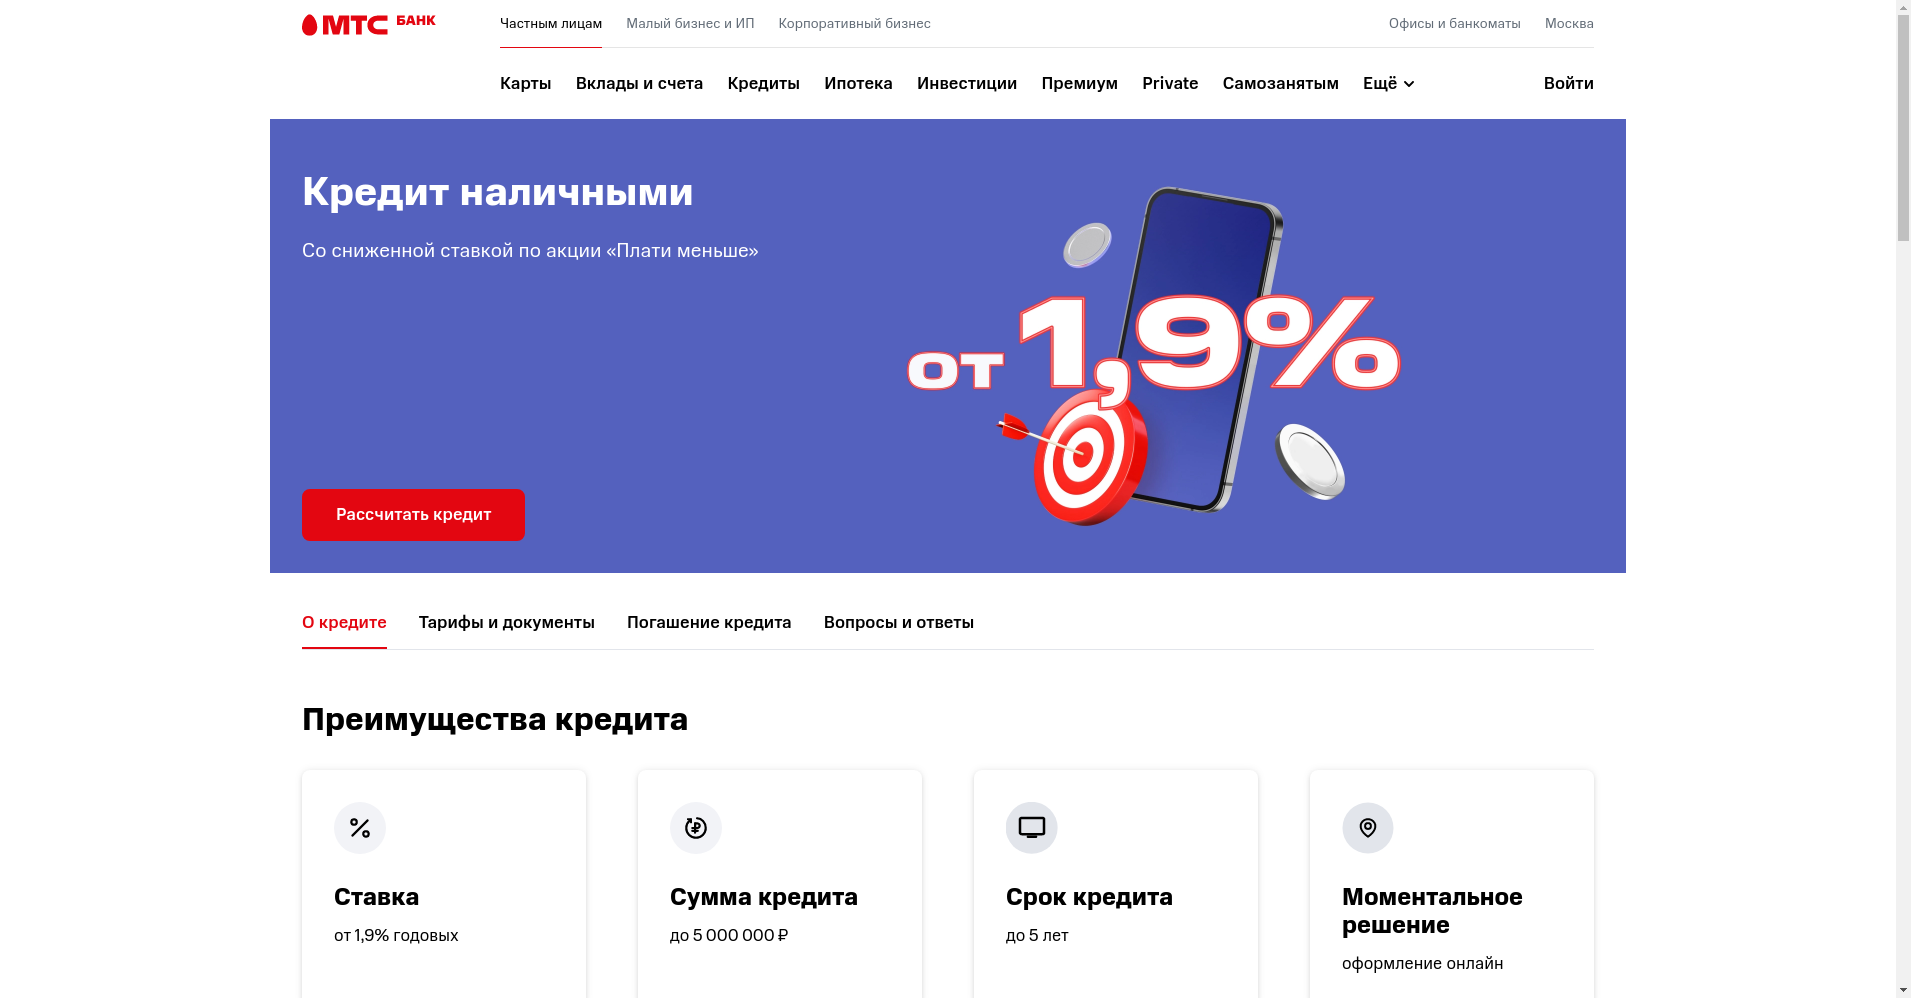 МТС БАНК
Частным лицам Малый бизнес и ИП Корпоративный бизнес Офисы и банкоматы Москва
Карты Вклады и счета Кредиты Ипотека Инвестиции Премиум Private Самозанятым Ещё Войти
Кредит наличными
Со сниженной ставкой по акции «Плати меньше»
от 1,9%
Рассчитать кредит
О кредите Тарифы и документы Погашение кредита Вопросы и ответы
Преимущества кредита
Ставка
от 1,9% годовых
Сумма кредита
до 5 000 000 ₽
Срок кредита
до 5 лет
Моментальное
решение
оформление онлайн